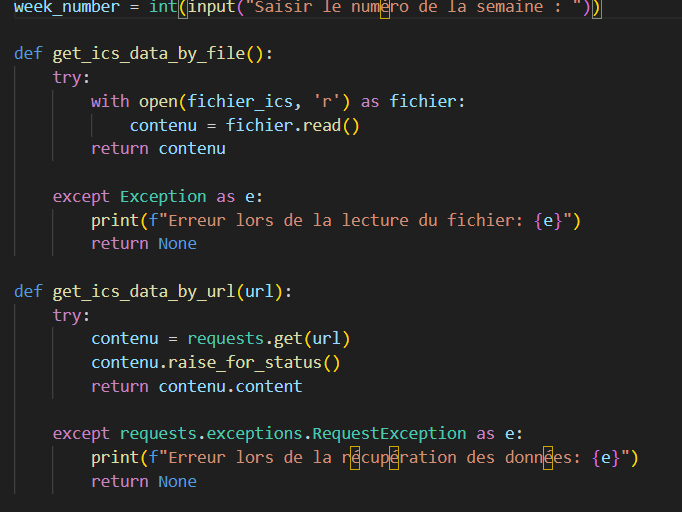 week_number = int(input("Saisir le numéro de la semaine : "))
def get_ics_data_by_file():
try:
with open(fichier_ics, 'r') as fichier:
contenu = fichier.read()
return contenu
except Exception as e:
print(f"Erreur lors de la lecture du fichier: {e}")
return None
def get_ics_data_by_url(url):
try:
contenu = requests.get(url)
contenu.raise_for_status()
return contenu.content
except requests.exceptions.RequestException as e:
print(f"Erreur lors de la récupération des données: {e}")
return None